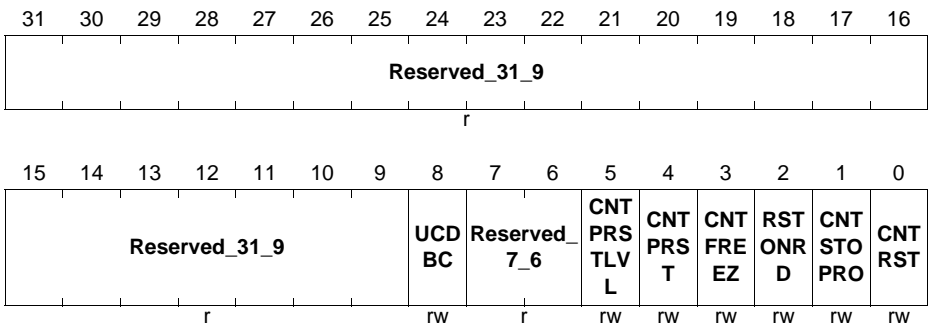 31 30 29 28 27 26 25 24 23 22 21 20 19 18 17 16
Reserved_31_9
r
15 14 13 12 11 10 9 8 7 6 5 4 3 2 1 0
Reserved_31_9
UCD
BC
Reserved_
7_6
CNT
PRS
TLV
L
CNT
PRS
T
CNT
FRE
EZ
RST
ONR
D
CNT
STO
PRO
CNT
RST
r rw r rw rw rw rw rw rw